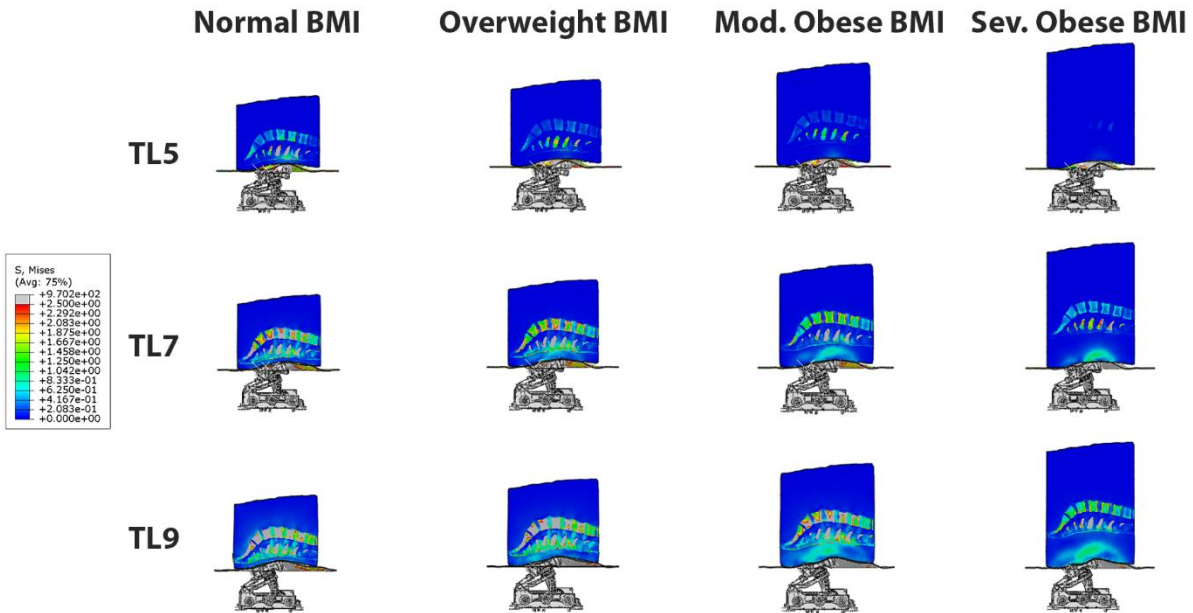 Normal BMI
Overweight BMI
Mod. Obese BMI
Sev. Obese BMI
TL5
S, Mises
(Avg: 75%)
+9.702e+02
+2.500e+00
+2.292e+00
+2.083e+00
+1.875e+00
+1.667e+00
+1.458e+00
+1.250e+00
+1.042e+00
+8.333e-01
+6.250e-01
+4.167e-01
+2.083e-01
+0.000e+00
TL7
TL9